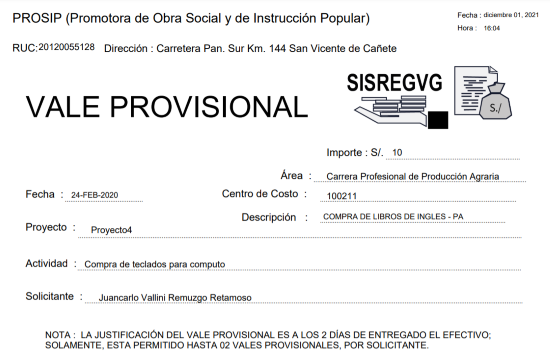 PROSIP (Promotora de Obra Social y de Instrucción Popular)
Fecha : diciembre 01, 2021
Hora : 16:04
RUC:20120055128 Dirección : Carretera Pan. Sur Km. 144 San Vicente de Cañete
SISREGVG
S./
VALE PROVISIONAL
Importe : S/. 10
Área : Carrera Profesional de Producción Agraria
Fecha : 24-FEB-2020
Centro de Costo : 100211
Descripción : COMPRA DE LIBROS DE INGLES - PA
Proyecto : Proyecto4
Actividad : Compra de teclados para computo
Solicitante : Juancarlo Vallini Remuzgo Retamoso
NOTA : LA JUSTIFICACIÓN DEL VALE PROVISIONAL ES A LOS 2 DÍAS DE ENTREGADO EL EFECTIVO;
SOLAMENTE, ESTA PERMITIDO HASTA 02 VALES PROVISIONALES, POR SOLICITANTE.